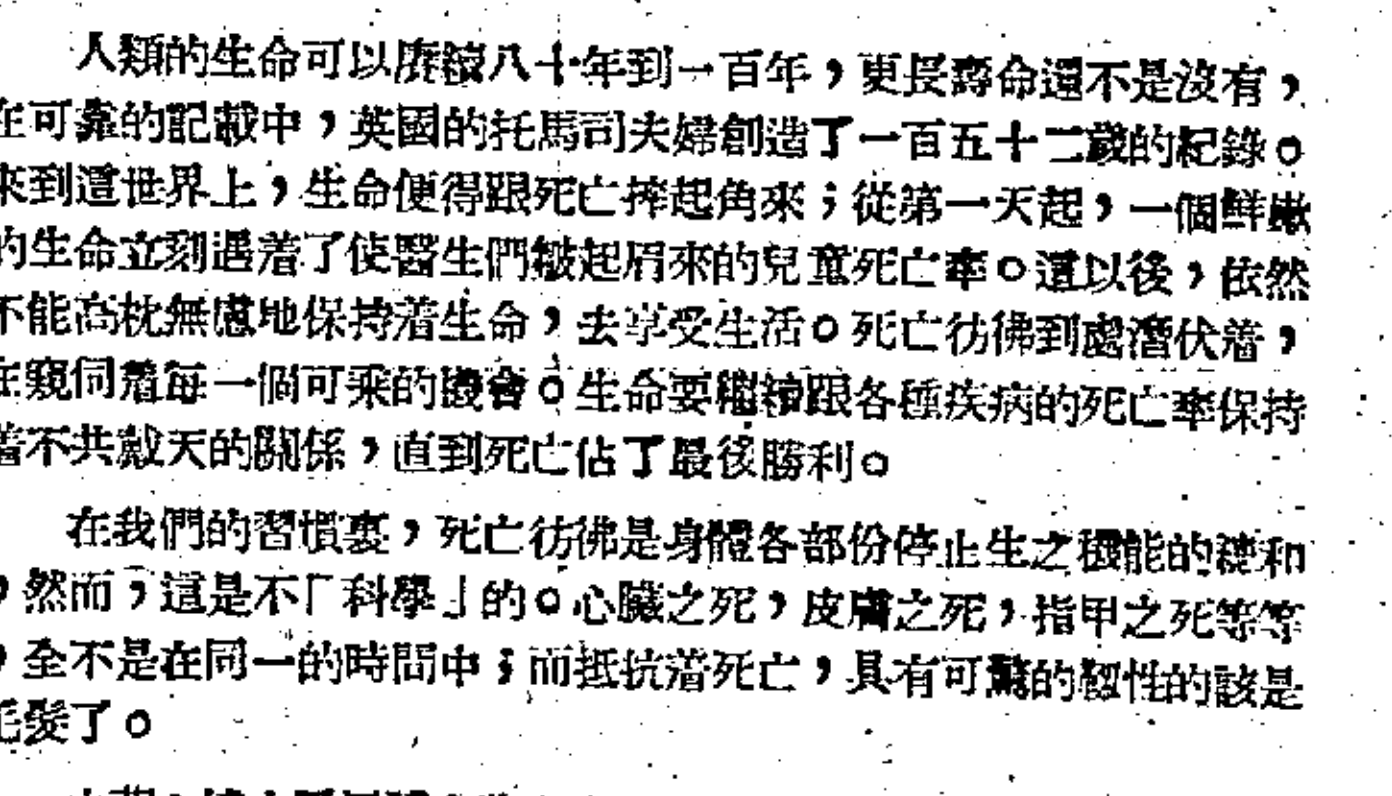 人類的生命可以賡續八十年到一百年，更長壽命還不是沒有，
在可靠的記載中，英國的托馬司夫婦創造了一百五十二歲的紀錄。
來到這世界上，生命便得跟死亡捽起角來；從第一天起，一個鮮嫩
的生命立刻遇着了使醫生們皺起眉來的兒童死亡率。這以後，依然
不能高枕無慮地保持着生命，去享受生活。死亡彷彿到處潛伏着，
在窺伺着每一個可乘的機會。生命要繼續跟各種疾病的死亡率保持
着不共戴天的關係，直到死亡佔了最後勝利。
在我們的習慣裏，死亡彷彿是身體各部份停止生之機能的總和
，然而，這是不「科學」的。心臟之死，皮膚之死，指甲之死等等
，全不是在同一的時間中；而抵抗着死亡，具有可驚的韌性的該是
毛髮了。